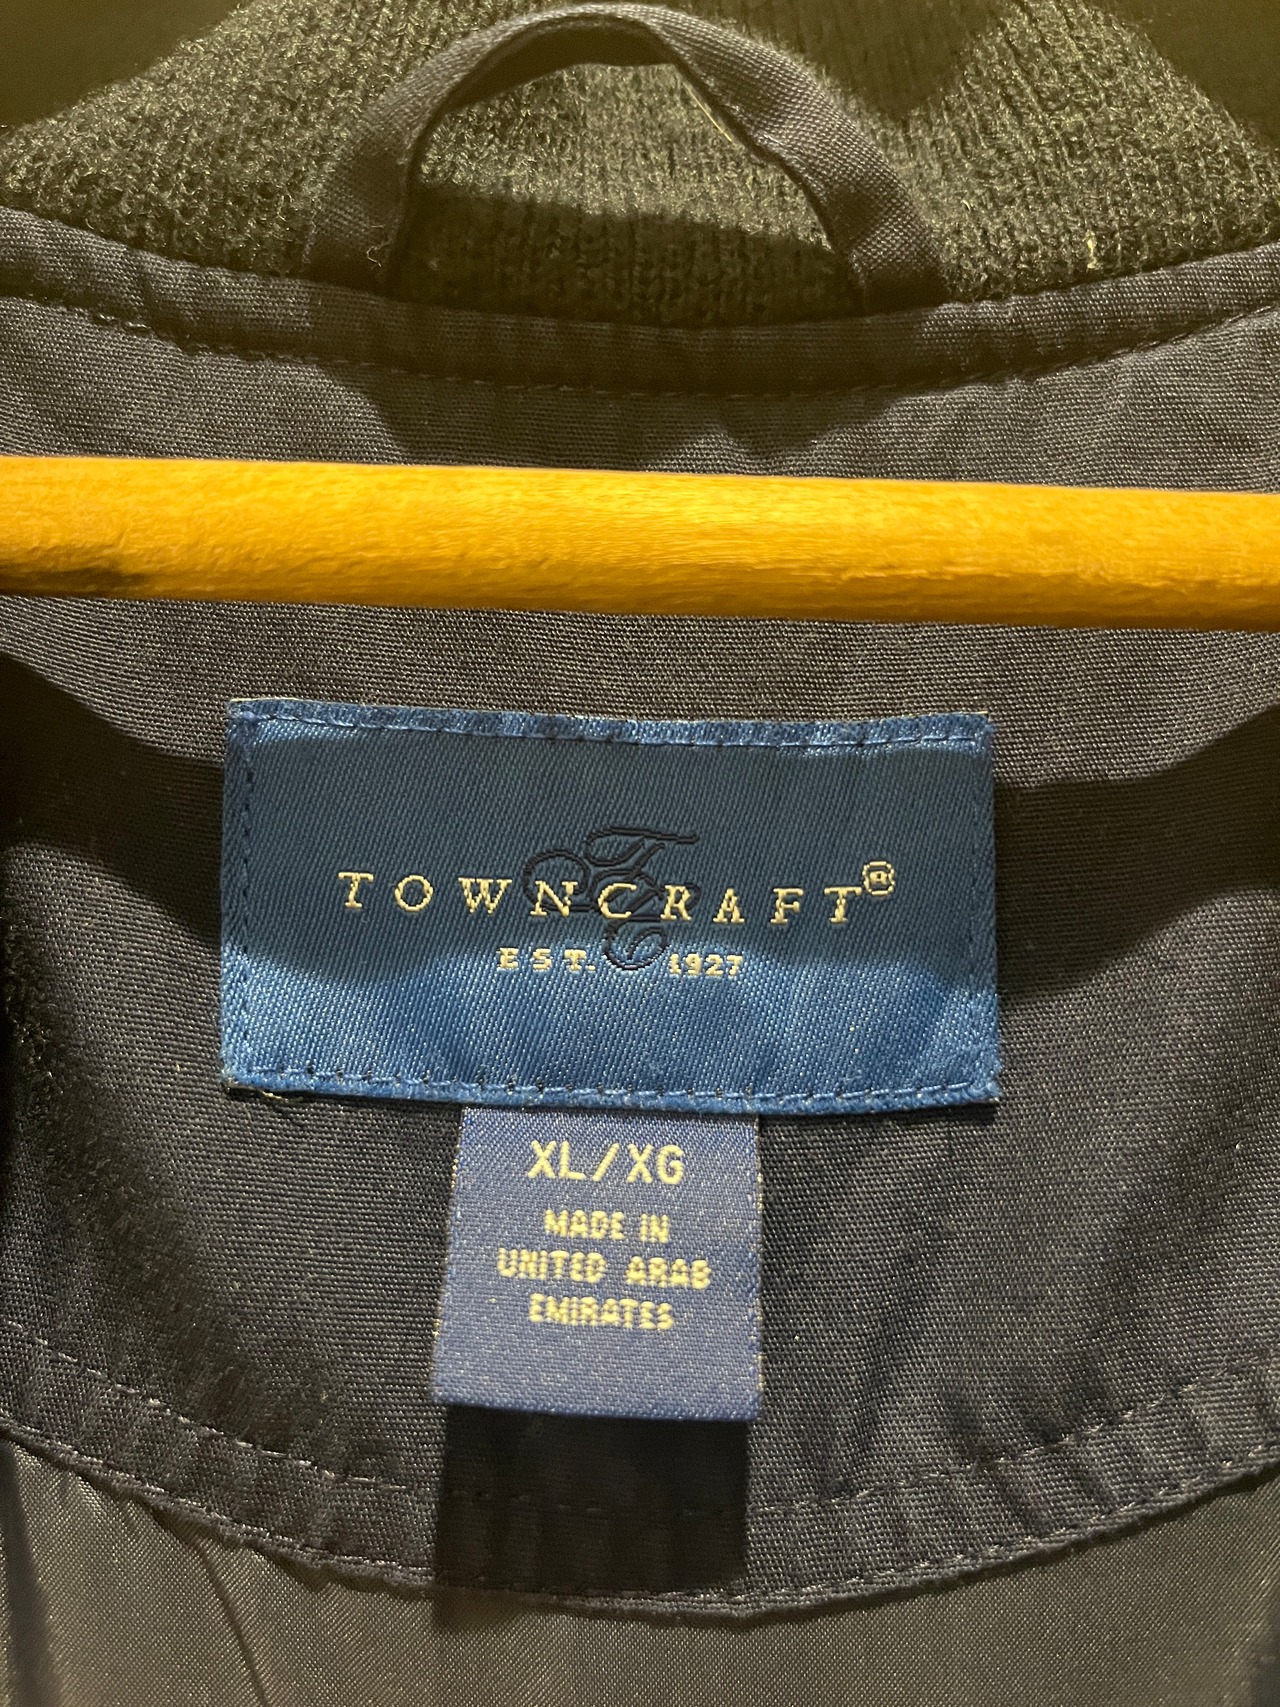 TOWNCRAFT®
EST. 1927
XL/XG
MADE IN
UNITED ARAB
EMIRATES